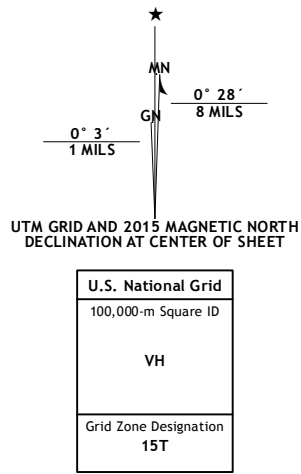 ★
MN
0° 28´
8 MILS
GN
0° 3´
1 MILS
UTM GRID AND 2015 MAGNETIC NORTH
DECLINATION AT CENTER OF SHEET
U.S. National Grid
100,000-m Square ID
VH
Grid Zone Designation
15T